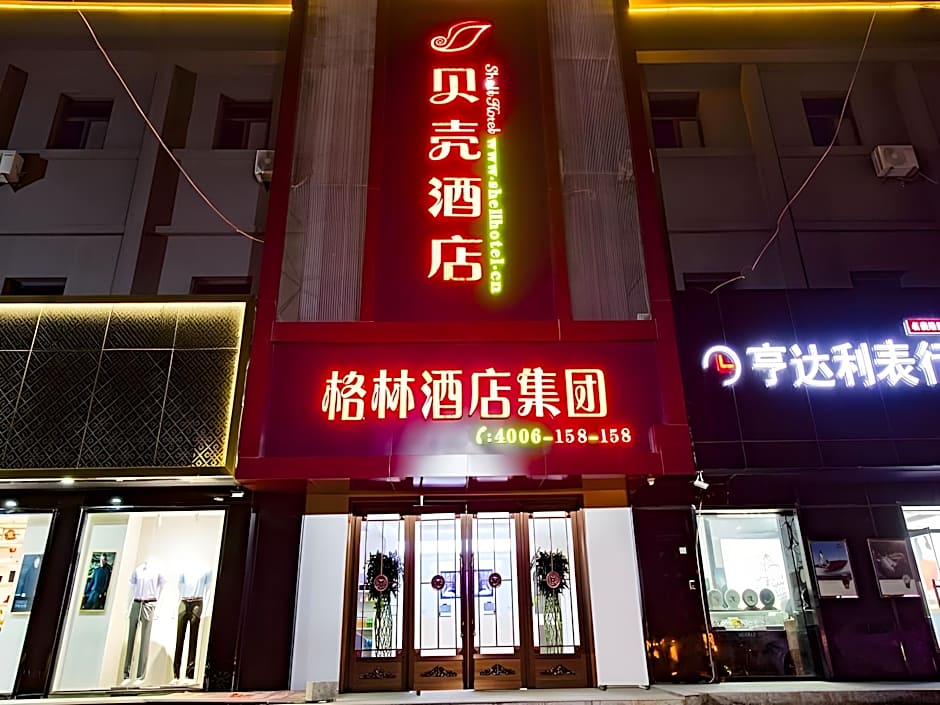 贝壳酒店
Shell Hotel
www.shellhotel.cn
格林酒店集团
:4006-158-158
亨达利表行